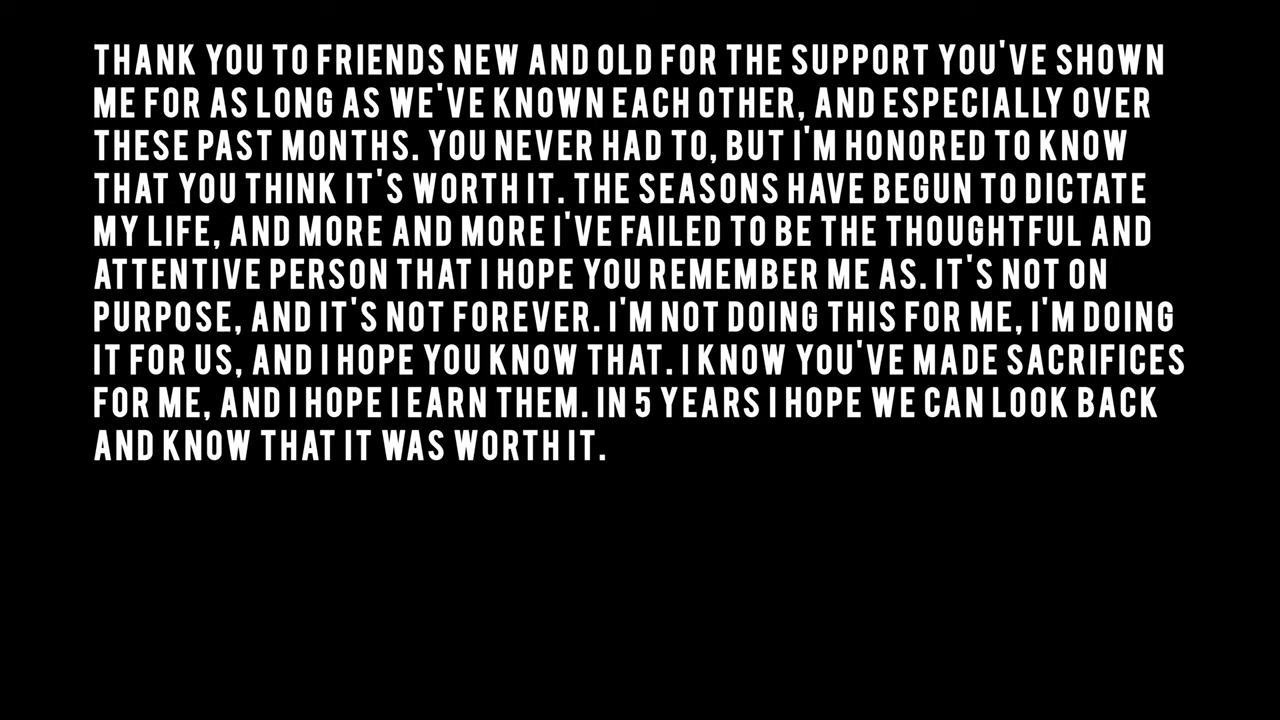 THANK YOU TO FRIENDS NEW AND OLD FOR THE SUPPORT YOU'VE SHOWN
ME FOR AS LONG AS WE'VE KNOWN EACH OTHER, AND ESPECIALLY OVER
THESE PAST MONTHS. YOU NEVER HAD TO, BUT I'M HONORED TO KNOW
THAT YOU THINK IT'S WORTH IT. THE SEASONS HAVE BEGUN TO DICTATE
MY LIFE, AND MORE AND MORE I'VE FAILED TO BE THE THOUGHTFUL AND
ATTENTIVE PERSON THAT I HOPE YOU REMEMBER ME AS. IT'S NOT ON
PURPOSE, AND IT'S NOT FOREVER. I'M NOT DOING THIS FOR ME, I'M DOING
IT FOR US, AND I HOPE YOU KNOW THAT. I KNOW YOU'VE MADE SACRIFICES
FOR ME, AND I HOPE I EARN THEM. IN 5 YEARS I HOPE WE CAN LOOK BACK
AND KNOW THAT IT WAS WORTH IT.